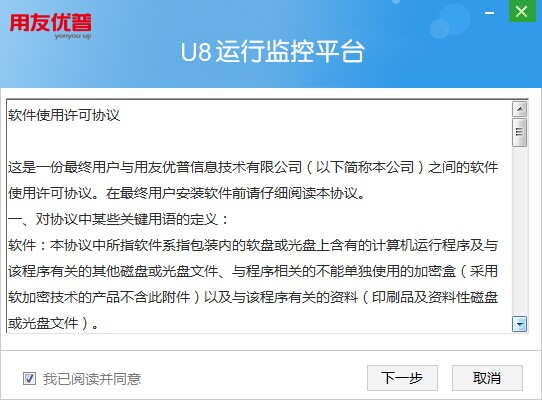 用友优普
yonyou up
U8 运行监控平台
软件使用许可协议
这是一份最终用户与用友优普信息技术有限公司（以下简称本公司）之间的软件
使用许可协议。在最终用户安装软件前请仔细阅读本协议。
一、对协议中某些关键用语的定义：
软件：本协议中所指软件系指包装内的软盘或光盘上含有的计算机运行程序及与
该程序有关的其他磁盘或光盘文件、与程序相关的不能单独使用的加密盒（采用
软加密技术的产品不含此附件）以及与该程序有关的资料（印刷品及资料性磁盘
或光盘文件）。
我已阅读并同意
下一步
取消